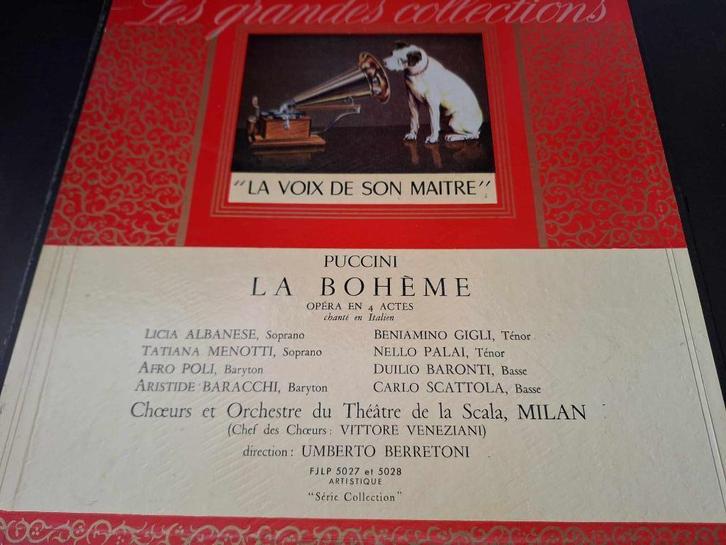 Les grandes collections
"LA VOIX DE SON MAITRE"
PUCCINI
LA BOHÈME
OPÉRA EN 4 ACTES
chanté en Italien
LICIA ALBANESE, Soprano BENIAMINO GIGLI, Ténor
TATIANA MENOTTI, Soprano NELLO PALAI, Ténor
AFRO POLI, Baryton DUILIO BARONTI, Basse
ARISTIDE BARACCHI, Baryton CARLO SCATTOLA, Basse
Chœurs et Orchestre du Théâtre de la Scala, MILAN
(Chef des Chœurs: VITTORE VENEZIANI)
direction: UMBERTO BERRETONI
FJLP 5027 et 5028
ARTISTIQUE
"Série Collection"